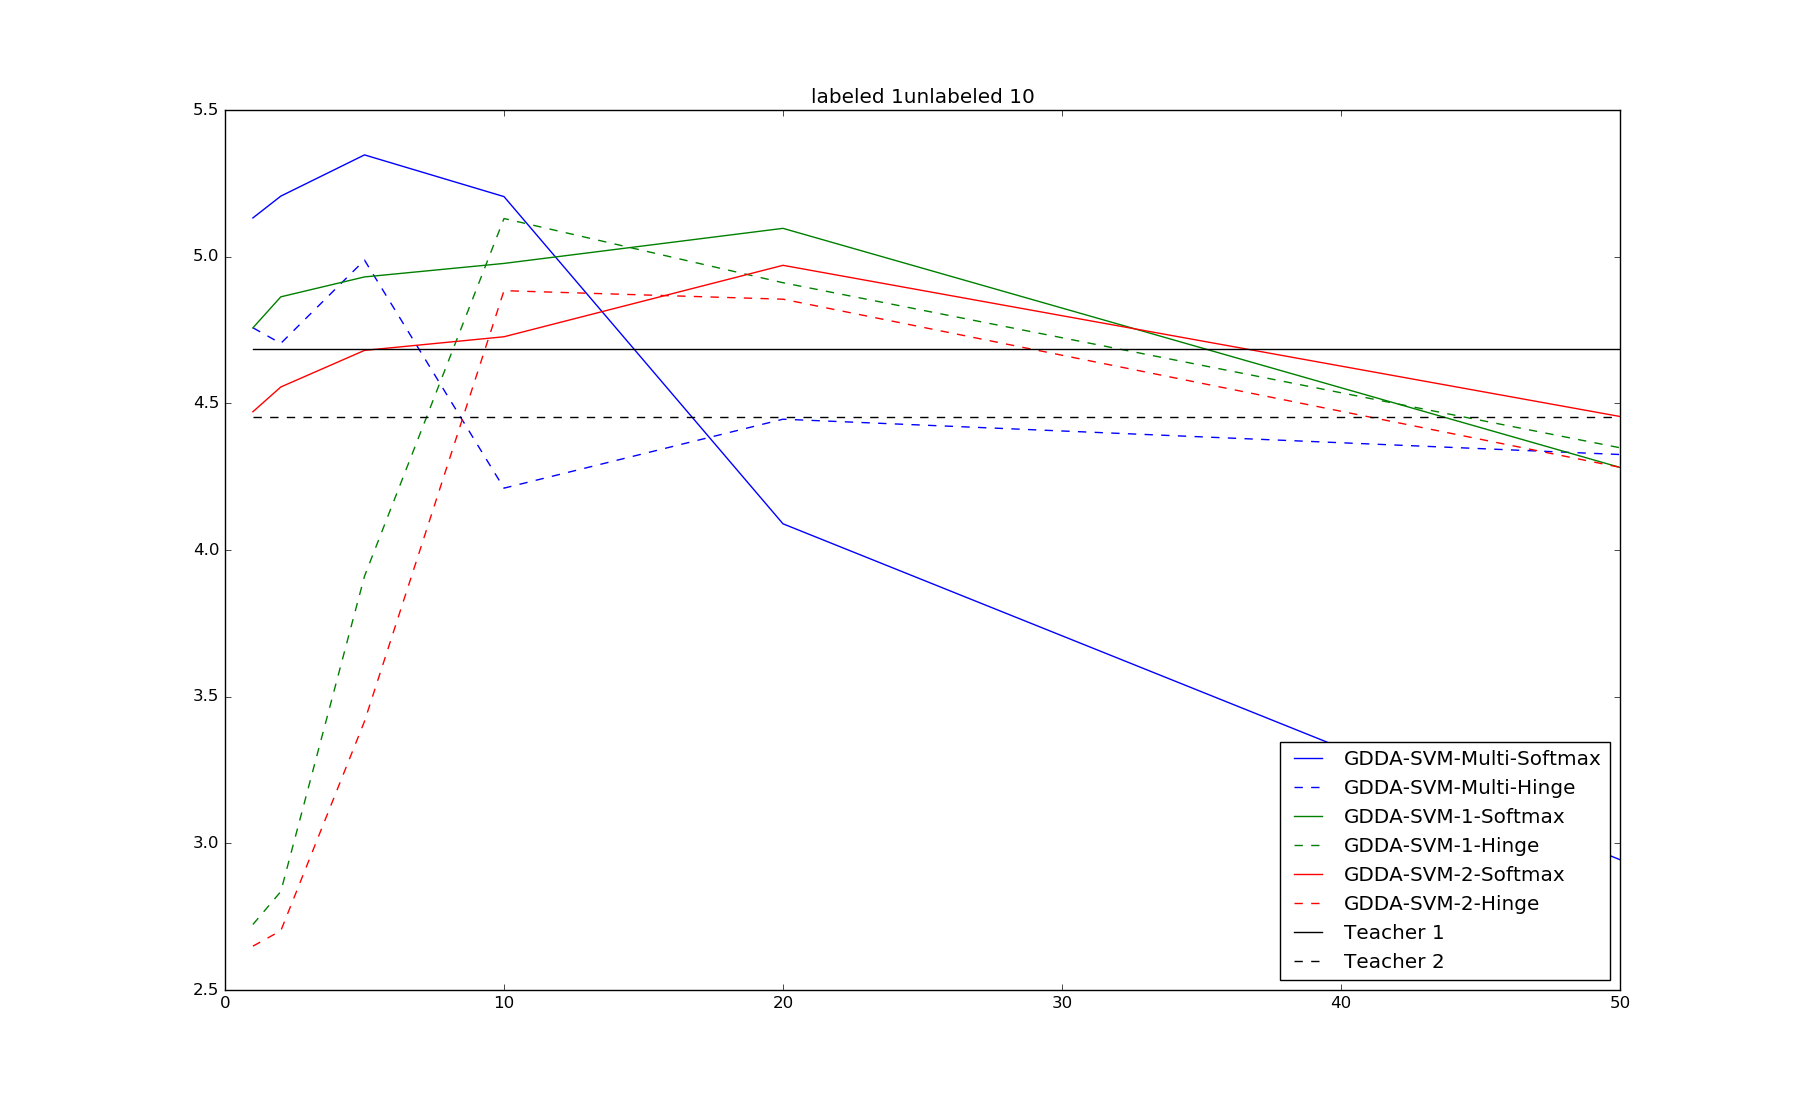 labeled 1unlabeled 10
5.5
5.0
4.5
4.0
3.5
3.0
2.5
0
10
20
30
40
50
GDDA-SVM-Multi-Softmax
GDDA-SVM-Multi-Hinge
GDDA-SVM-1-Softmax
GDDA-SVM-1-Hinge
GDDA-SVM-2-Softmax
GDDA-SVM-2-Hinge
Teacher 1
Teacher 2